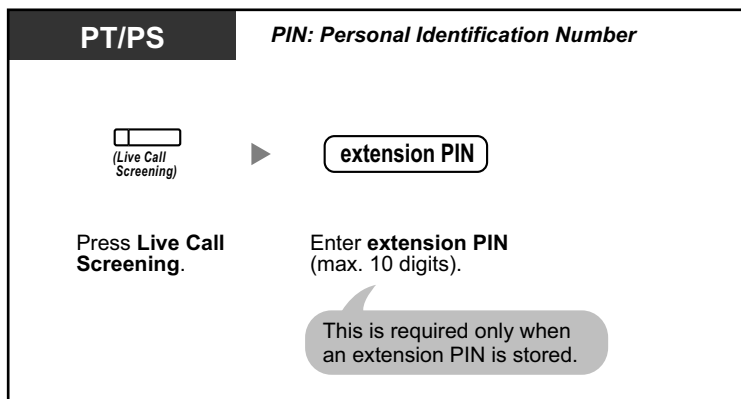 PT/PS
PIN: Personal Identification Number
(Live Call
Screening)
extension PIN
Press Live Call
Screening.
Enter extension PIN
(max. 10 digits).
This is required only when
an extension PIN is stored.